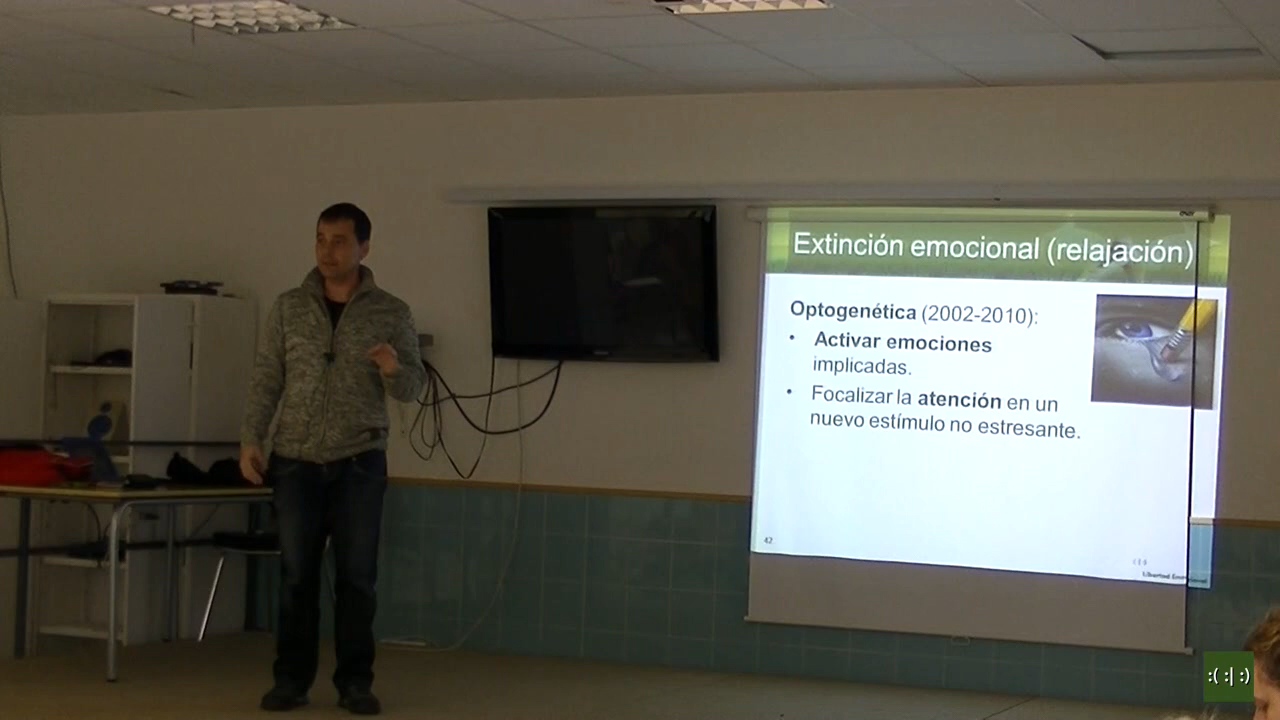 Extinción emocional (relajación)
Optogenética (2002-2010):
• Activar emociones
implicadas.
• Focalizar la atención en un
nuevo estímulo no estresante.
42
Libertad
:( :| :)